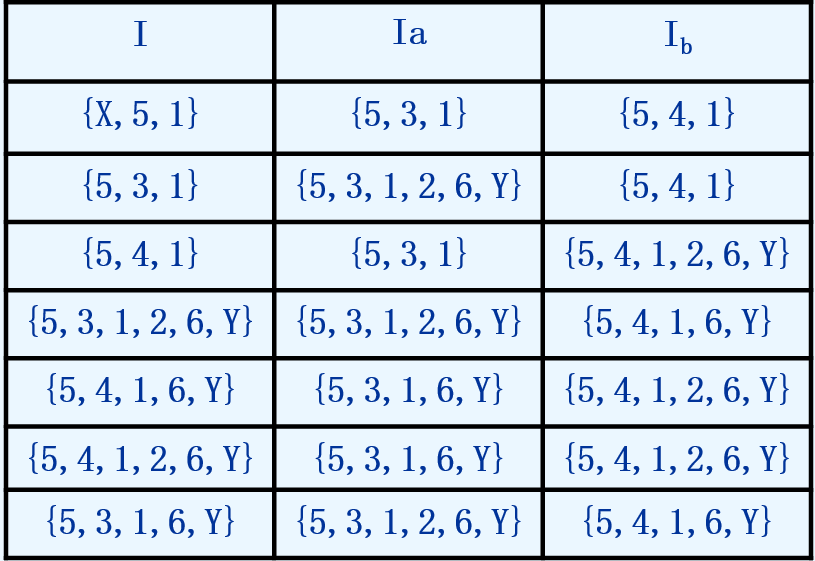 I Ia Ib
{X,5,1} {5,3,1} {5,4,1}
{5,3,1} {5,3,1,2,6,Y} {5,4,1}
{5,4,1} {5,3,1} {5,4,1,2,6,Y}
{5,3,1,2,6,Y} {5,3,1,2,6,Y} {5,4,1,6,Y}
{5,4,1,6,Y} {5,3,1,6,Y} {5,4,1,2,6,Y}
{5,4,1,2,6,Y} {5,3,1,6,Y} {5,4,1,2,6,Y}
{5,3,1,6,Y} {5,3,1,2,6,Y} {5,4,1,6,Y}